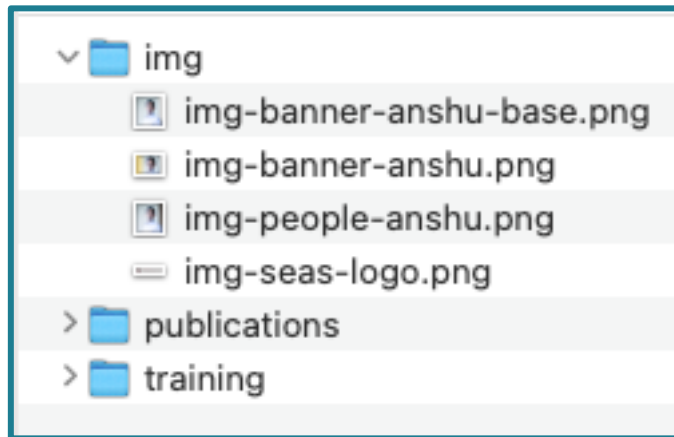 img
img-banner-anshu-base.png
img-banner-anshu.png
img-people-anshu.png
img-seas-logo.png
publications
training